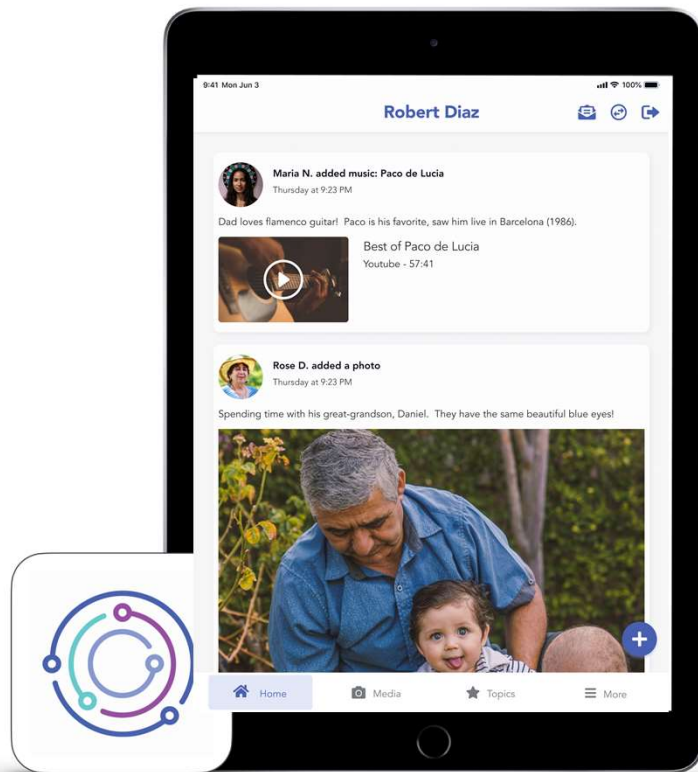 9:41 Mon Jun 3
100%
Robert Diaz
Maria N. added music: Paco de Lucia
Thursday at 9:23 PM
Dad loves flamenco guitar!  Paco is his favorite, saw him live in Barcelona (1986).
Best of Paco de Lucia
Youtube - 57:41
Rose D. added a photo
Thursday at 9:23 PM
Spending time with his great-grandson, Daniel.  They have the same beautiful blue eyes!
Home
Media
Topics
More